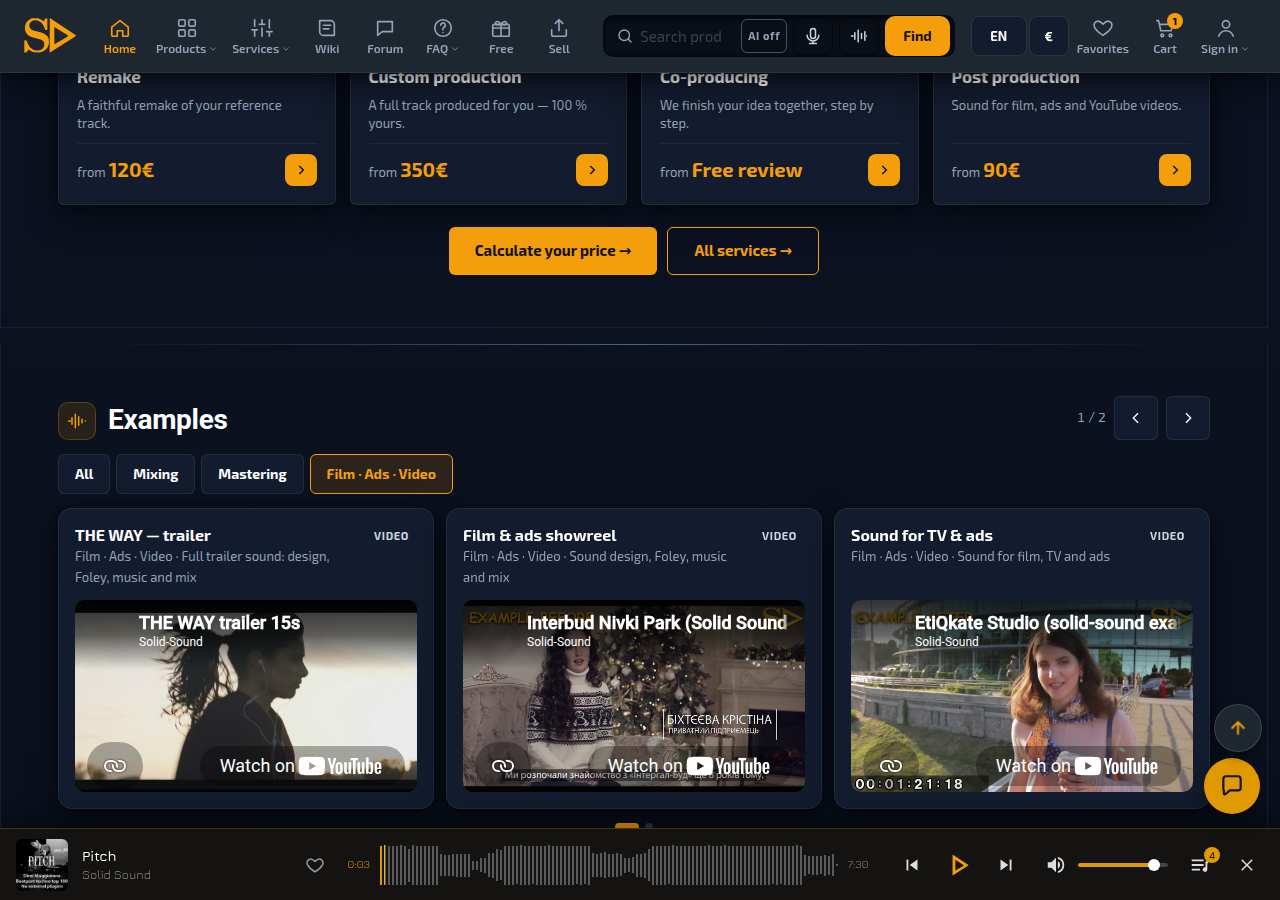 Home
Products
Services
Wiki
Forum
FAQ
Free
Sell
Search prod
AI off
Find
EN
€
Favorites
1
Cart
Sign in
Remake
A faithful remake of your reference
track.
from 120€
Custom production
A full track produced for you — 100 %
yours.
from 350€
Co-producing
We finish your idea together, step by
step.
from Free review
Post production
Sound for film, ads and YouTube videos.
from 90€
Calculate your price →
All services →
Examples
1 / 2
All
Mixing
Mastering
Film · Ads · Video
THE WAY — trailer
VIDEO
Film · Ads · Video · Full trailer sound: design,
Foley, music and mix
THE WAY trailer 15s
Solid-Sound
Watch on YouTube
Film & ads showreel
VIDEO
Film · Ads · Video · Sound design, Foley, music
and mix
Interbud Nivki Park (Solid Sound
Solid-Sound
БІХТЄЄВА КРІСТІНА
ПРИВАТНИЙ ПІДПРИЄМЕЦЬ
Watch on YouTube
Sound for TV & ads
VIDEO
Film · Ads · Video · Sound for film, TV and ads
EtiQkate Studio (solid-sound exa
Solid-Sound
Watch on YouTube
00:01:21:18
PITCH
Pitch
Solid Sound
0:03
7:30
4